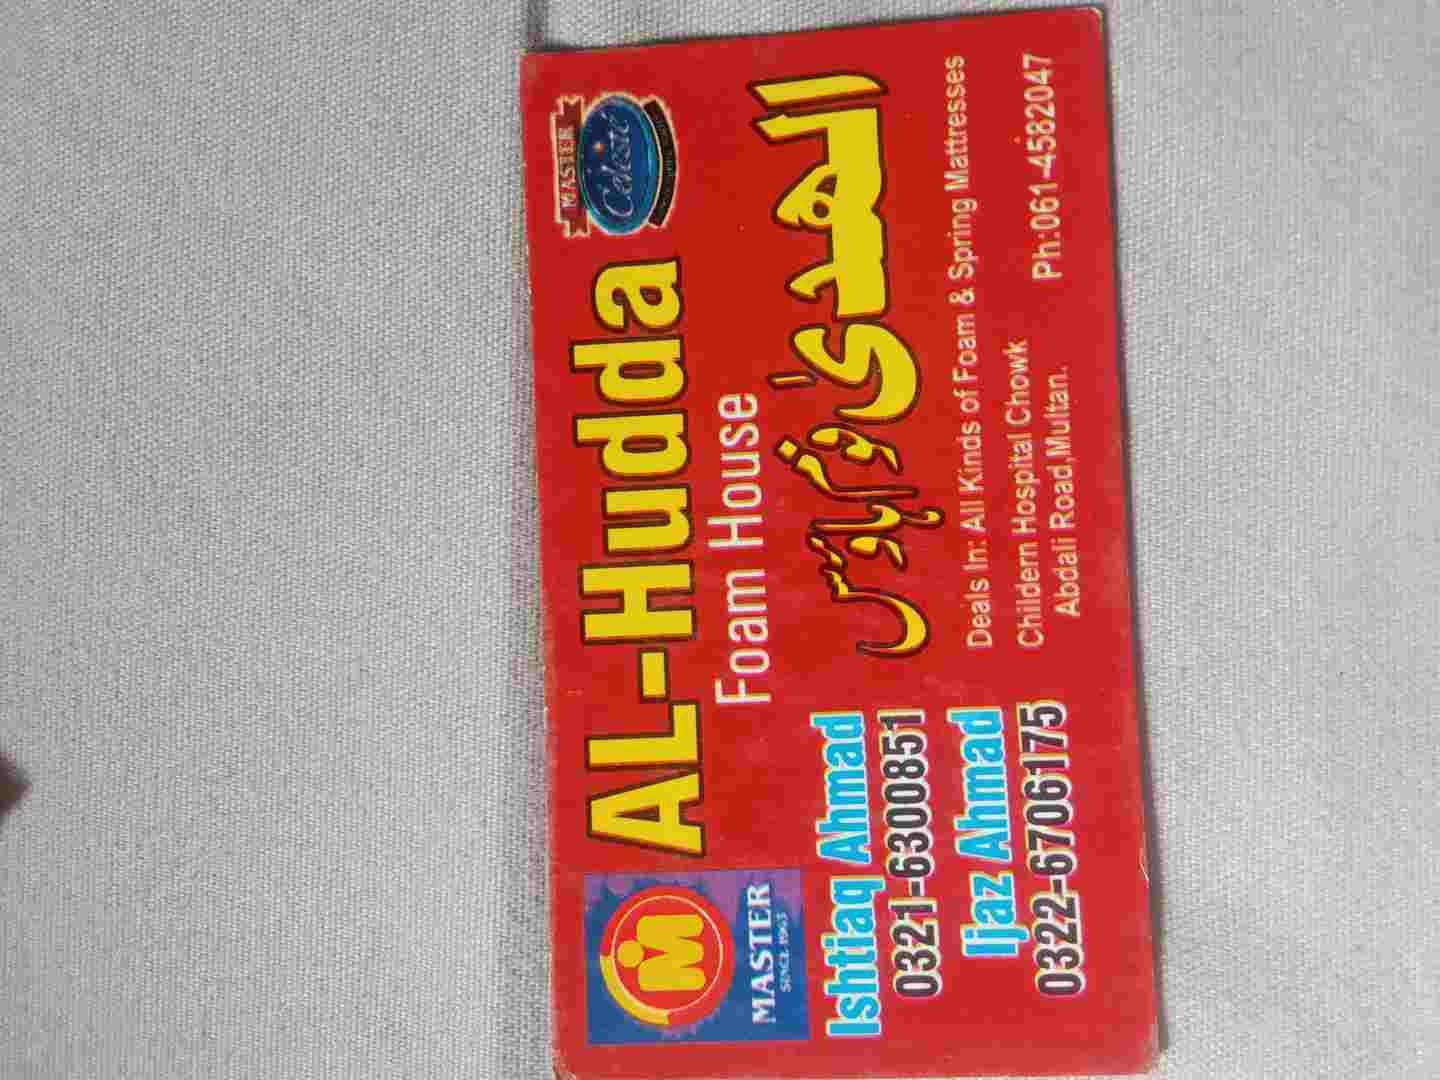 MASTER
SINCE 1963
AL-Hudda
MASTER
Celeste
Foam House
الھدیٰ فوم ہاؤس
Ishtiaq Ahmad
0321-6300851
Ijaz Ahmad
0322-6706175
Deals In: All Kinds of Foam & Spring Mattresses
Childern Hospital Chowk
Abdali Road,Multan.
Ph:061-4582047